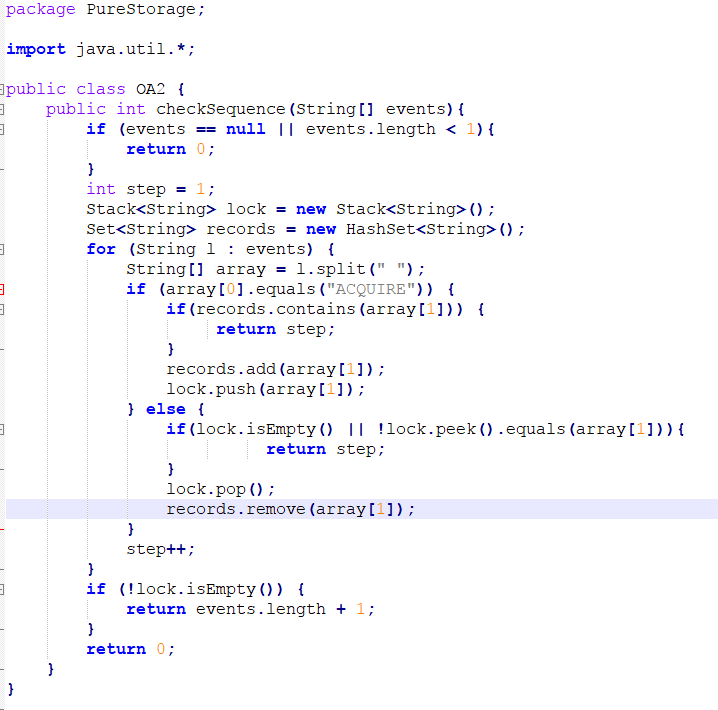 package PureStorage;
import java.util.*;
public class OA2 {
public int checkSequence(String[] events){
if (events == null || events.length < 1){
return 0;
}
int step = 1;
Stack<String> lock = new Stack<String>();
Set<String> records = new HashSet<String>();
for (String l : events) {
String[] array = l.split(" ");
if (array[0].equals("ACQUIRE")) {
if(records.contains(array[1])) {
return step;
}
records.add(array[1]);
lock.push(array[1]);
} else {
if(lock.isEmpty() || !lock.peek().equals(array[1])){
return step;
}
lock.pop();
records.remove(array[1]);
}
step++;
}
if (!lock.isEmpty()) {
return events.length + 1;
}
return 0;
}
}